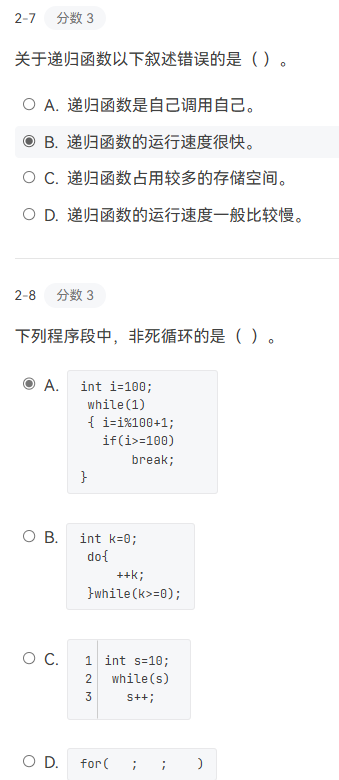 2-7 分数 3
关于递归函数以下叙述错误的是（ ）。
A. 递归函数是自己调用自己。
B. 递归函数的运行速度很快。
C. 递归函数占用较多的存储空间。
D. 递归函数的运行速度一般比较慢。
2-8 分数 3
下列程序段中，非死循环的是（ ）。
A. int i=100;
while(1)
{ i=i%100+1;
if(i>=100)
break;
}
B. int k=0;
do{
++k;
}while(k>=0);
C. 1 int s=10;
2 while(s)
3 s++;
D. for( ; ; )